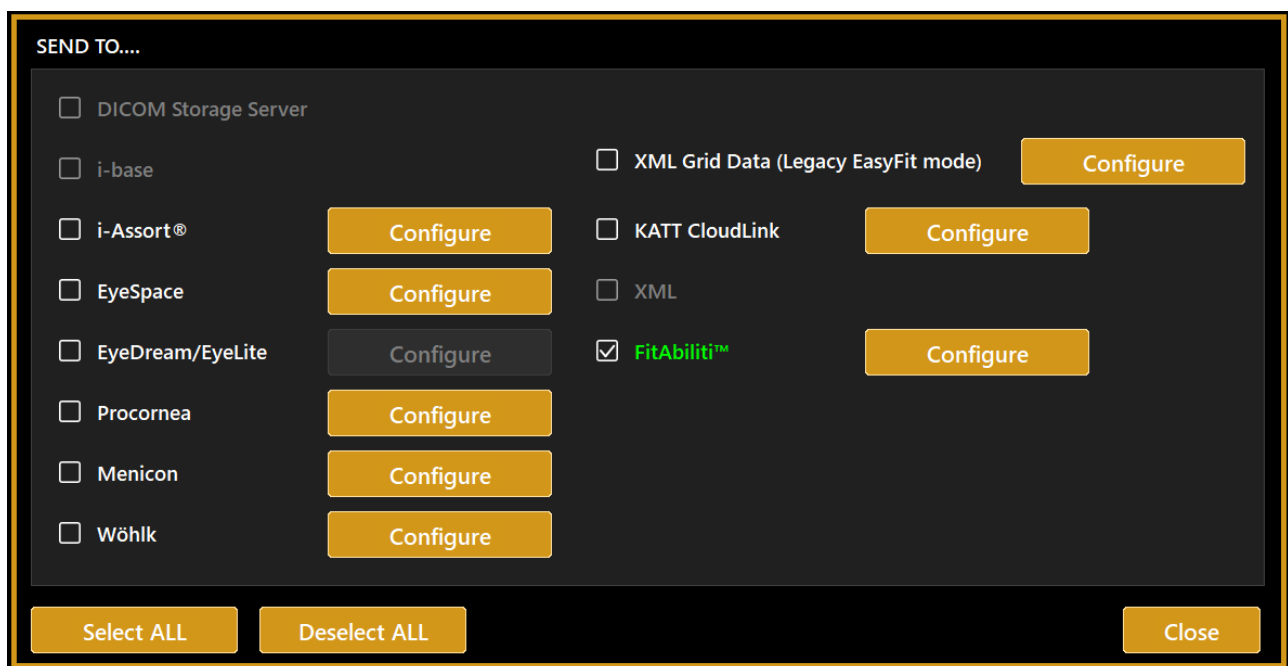 SEND TO....
DICOM Storage Server
i-base
i-Assort® Configure
EyeSpace Configure
EyeDream/EyeLite Configure
Procornea Configure
Menicon Configure
Wöhlk Configure
XML Grid Data (Legacy EasyFit mode) Configure
KATT CloudLink Configure
XML
FitAbiliti™ Configure
Select ALL Deselect ALL Close